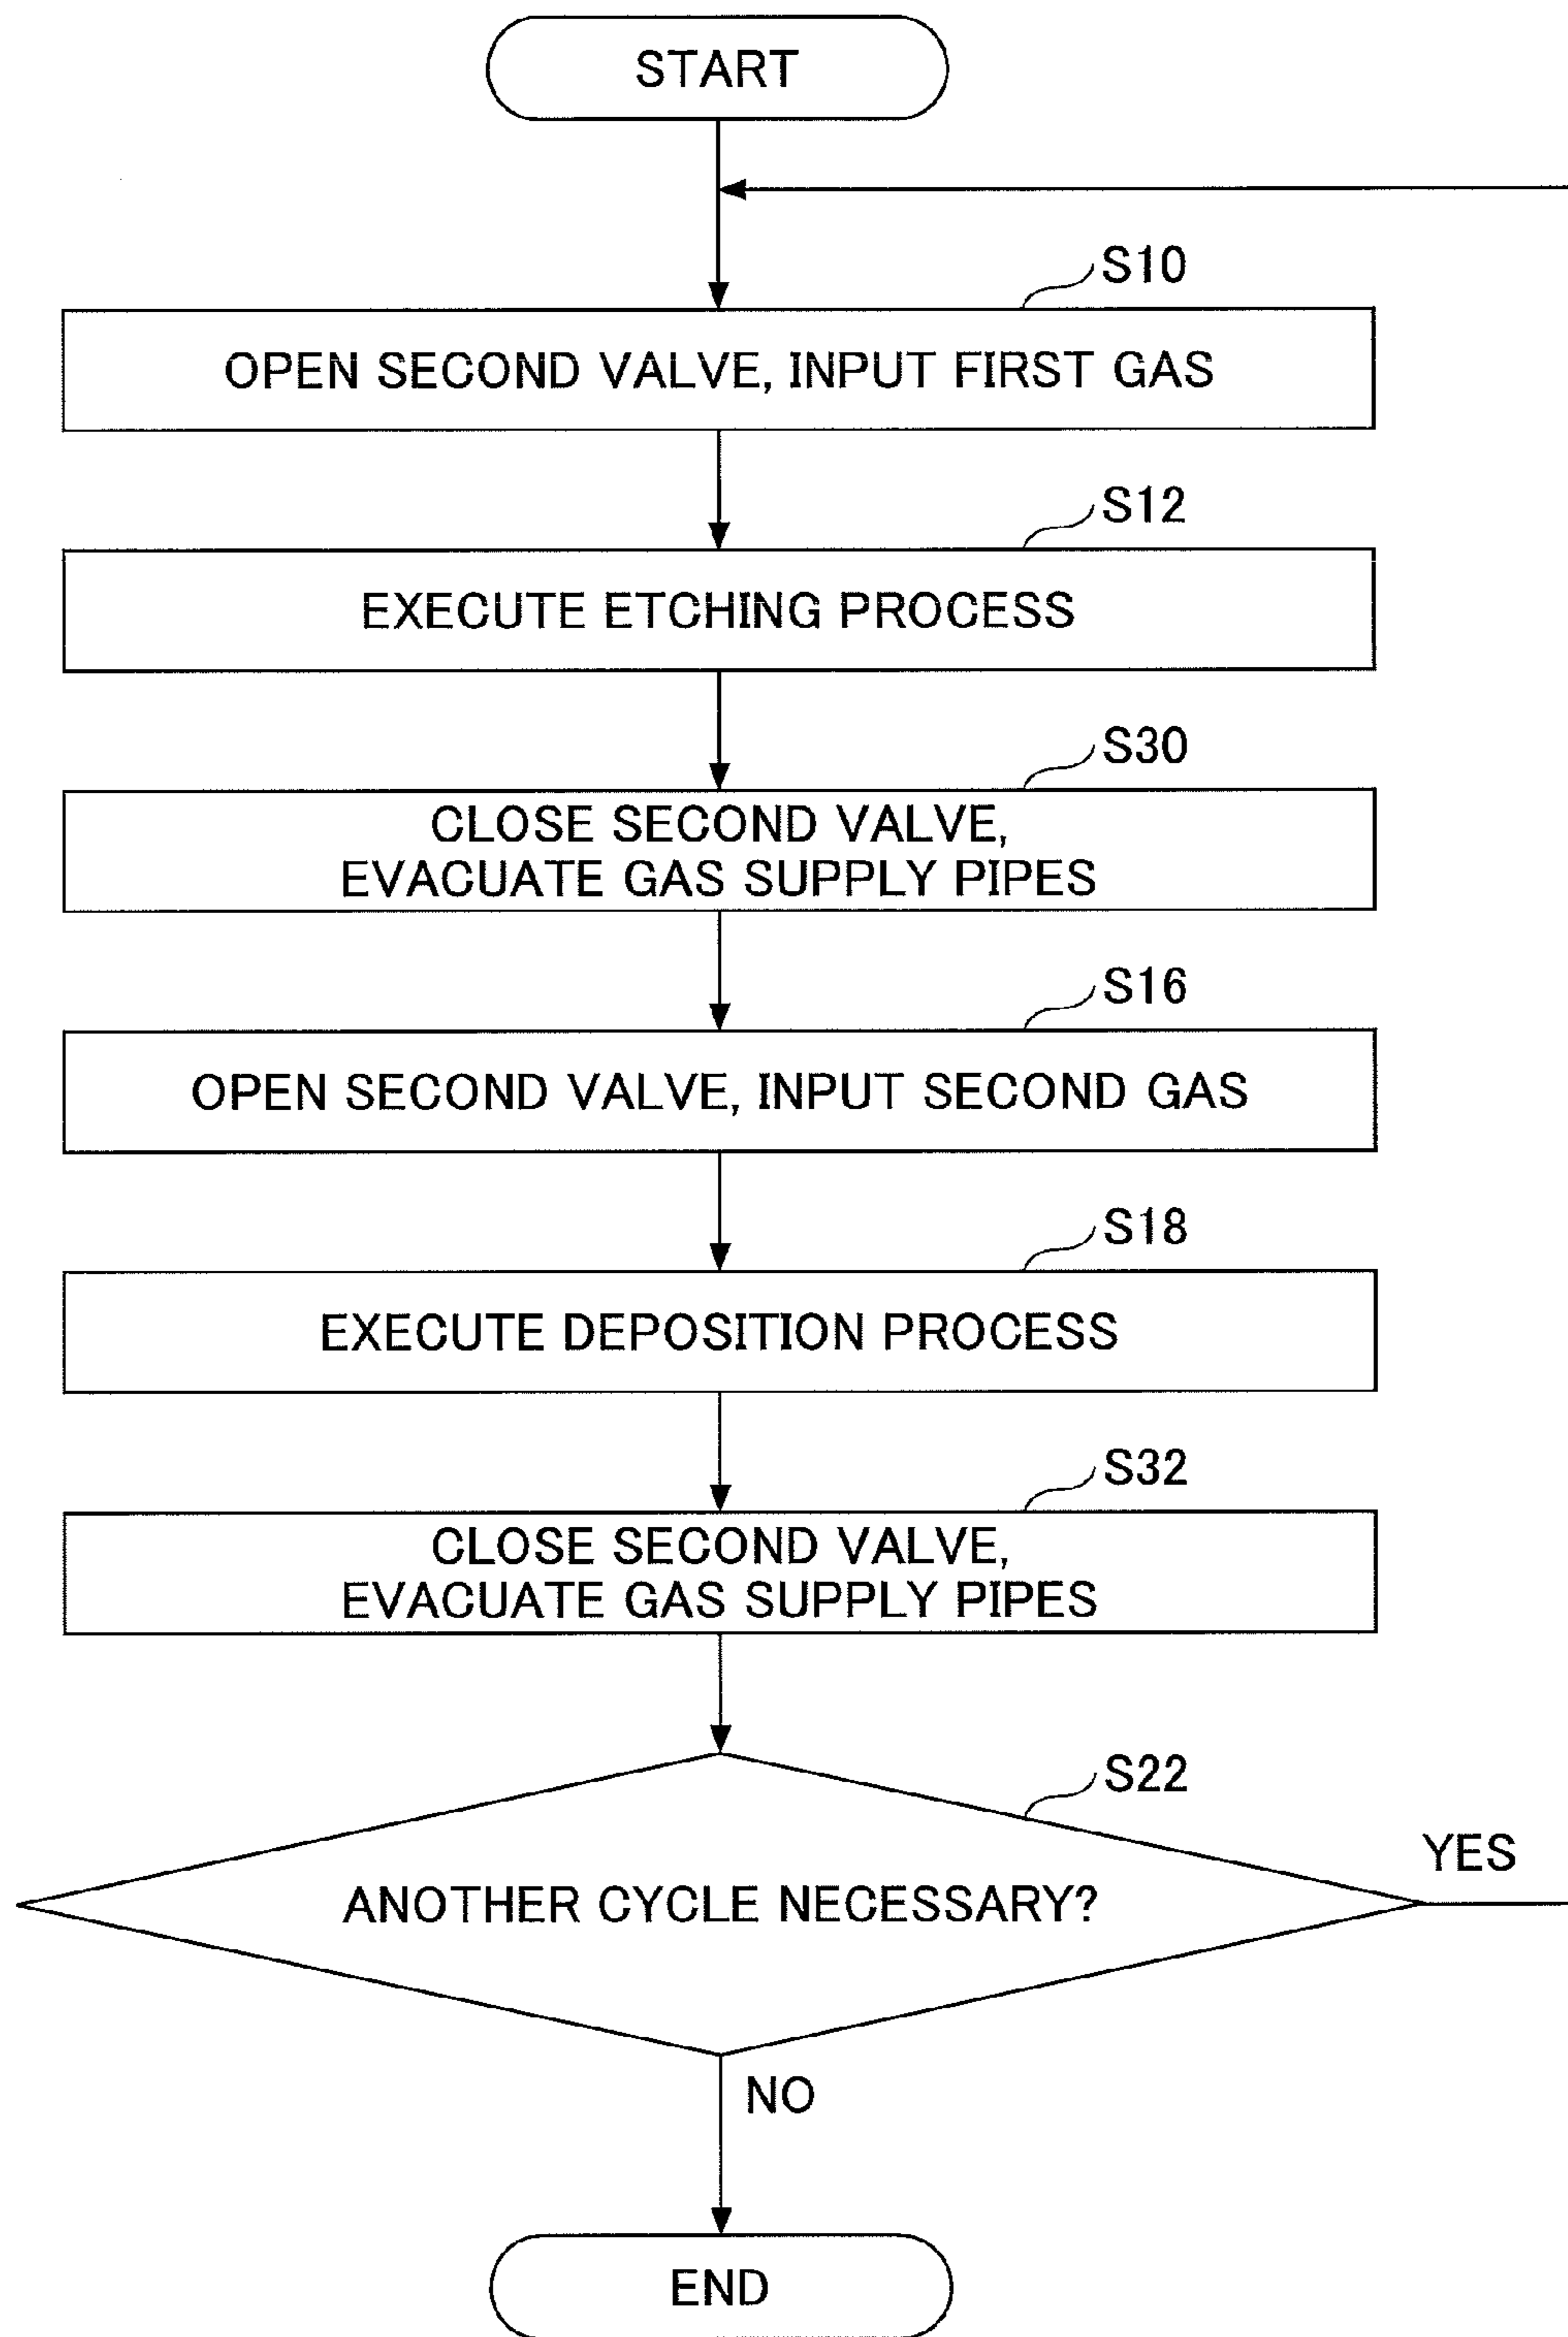 START
S10
OPEN SECOND VALVE, INPUT FIRST GAS
S12
EXECUTE ETCHING PROCESS
S30
CLOSE SECOND VALVE,
EVACUATE GAS SUPPLY PIPES
S16
OPEN SECOND VALVE, INPUT SECOND GAS
S18
EXECUTE DEPOSITION PROCESS
S32
CLOSE SECOND VALVE,
EVACUATE GAS SUPPLY PIPES
S22
YES
ANOTHER CYCLE NECESSARY?
NO
END